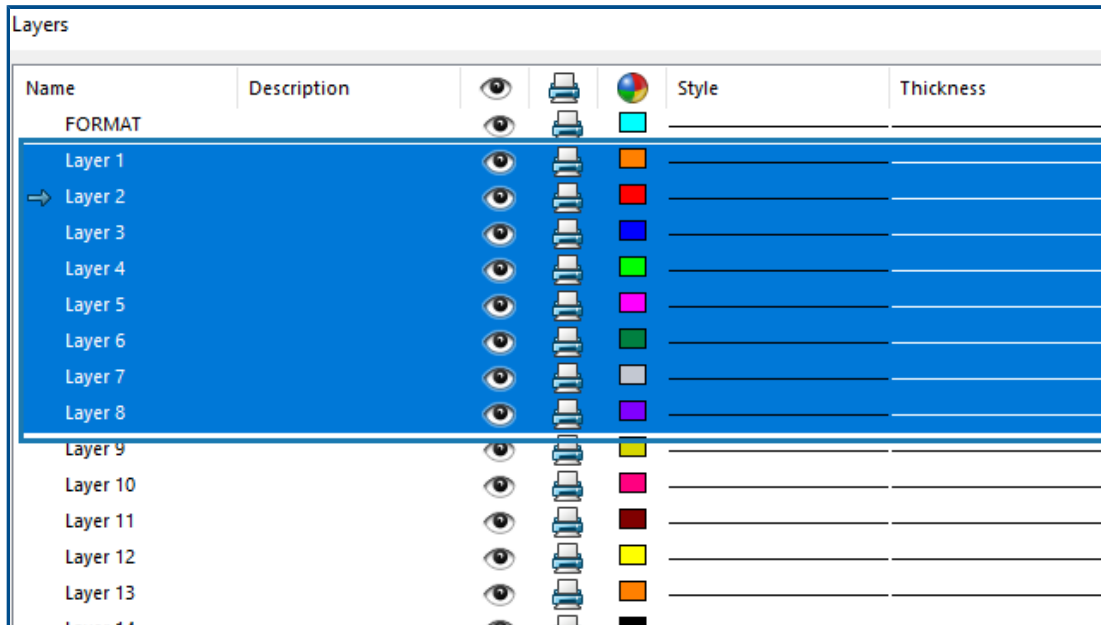 Layers
Name Description Style Thickness
FORMAT
Layer 1
Layer 2
Layer 3
Layer 4
Layer 5
Layer 6
Layer 7
Layer 8
Layer 9
Layer 10
Layer 11
Layer 12
Layer 13